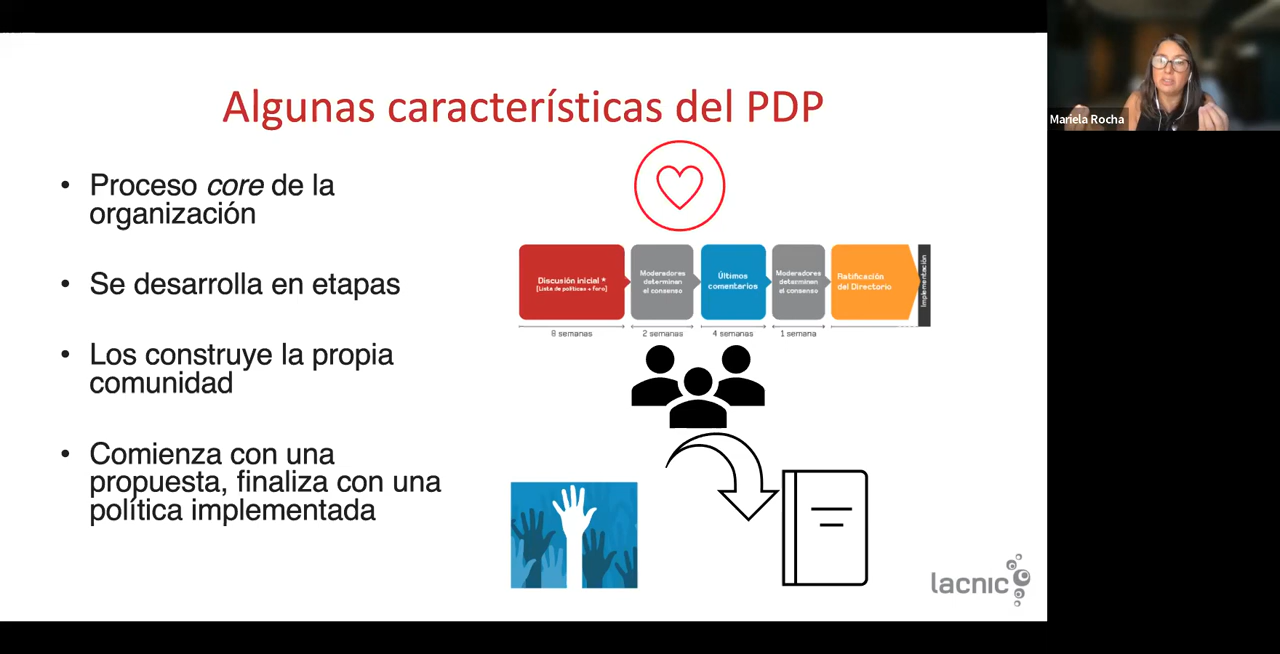 Algunas características del PDP
Mariela Rocha
• Proceso core de la
organización
• Se desarrolla en etapas
• Los construye la propia
comunidad
• Comienza con una
propuesta, finaliza con una
política implementada
Discusión inicial *
[Lista de políticas + foro]
8 semanas
Moderadores
determinan
el consenso
2 semanas
Últimos
comentarios
4 semanas
Moderadores
determinan
el consenso
1 semana
Ratificación
del Directorio
Implementación
lacnic